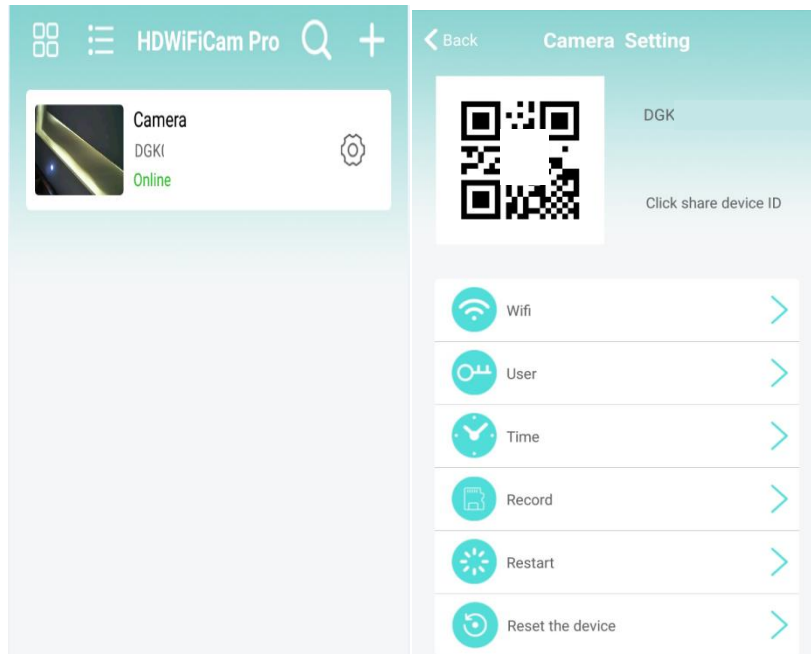 HDWiFiCam Pro
Camera
DGK(
Online
Back
Camera Setting
DGK
Click share device ID
Wifi
User
Time
Record
Restart
Reset the device